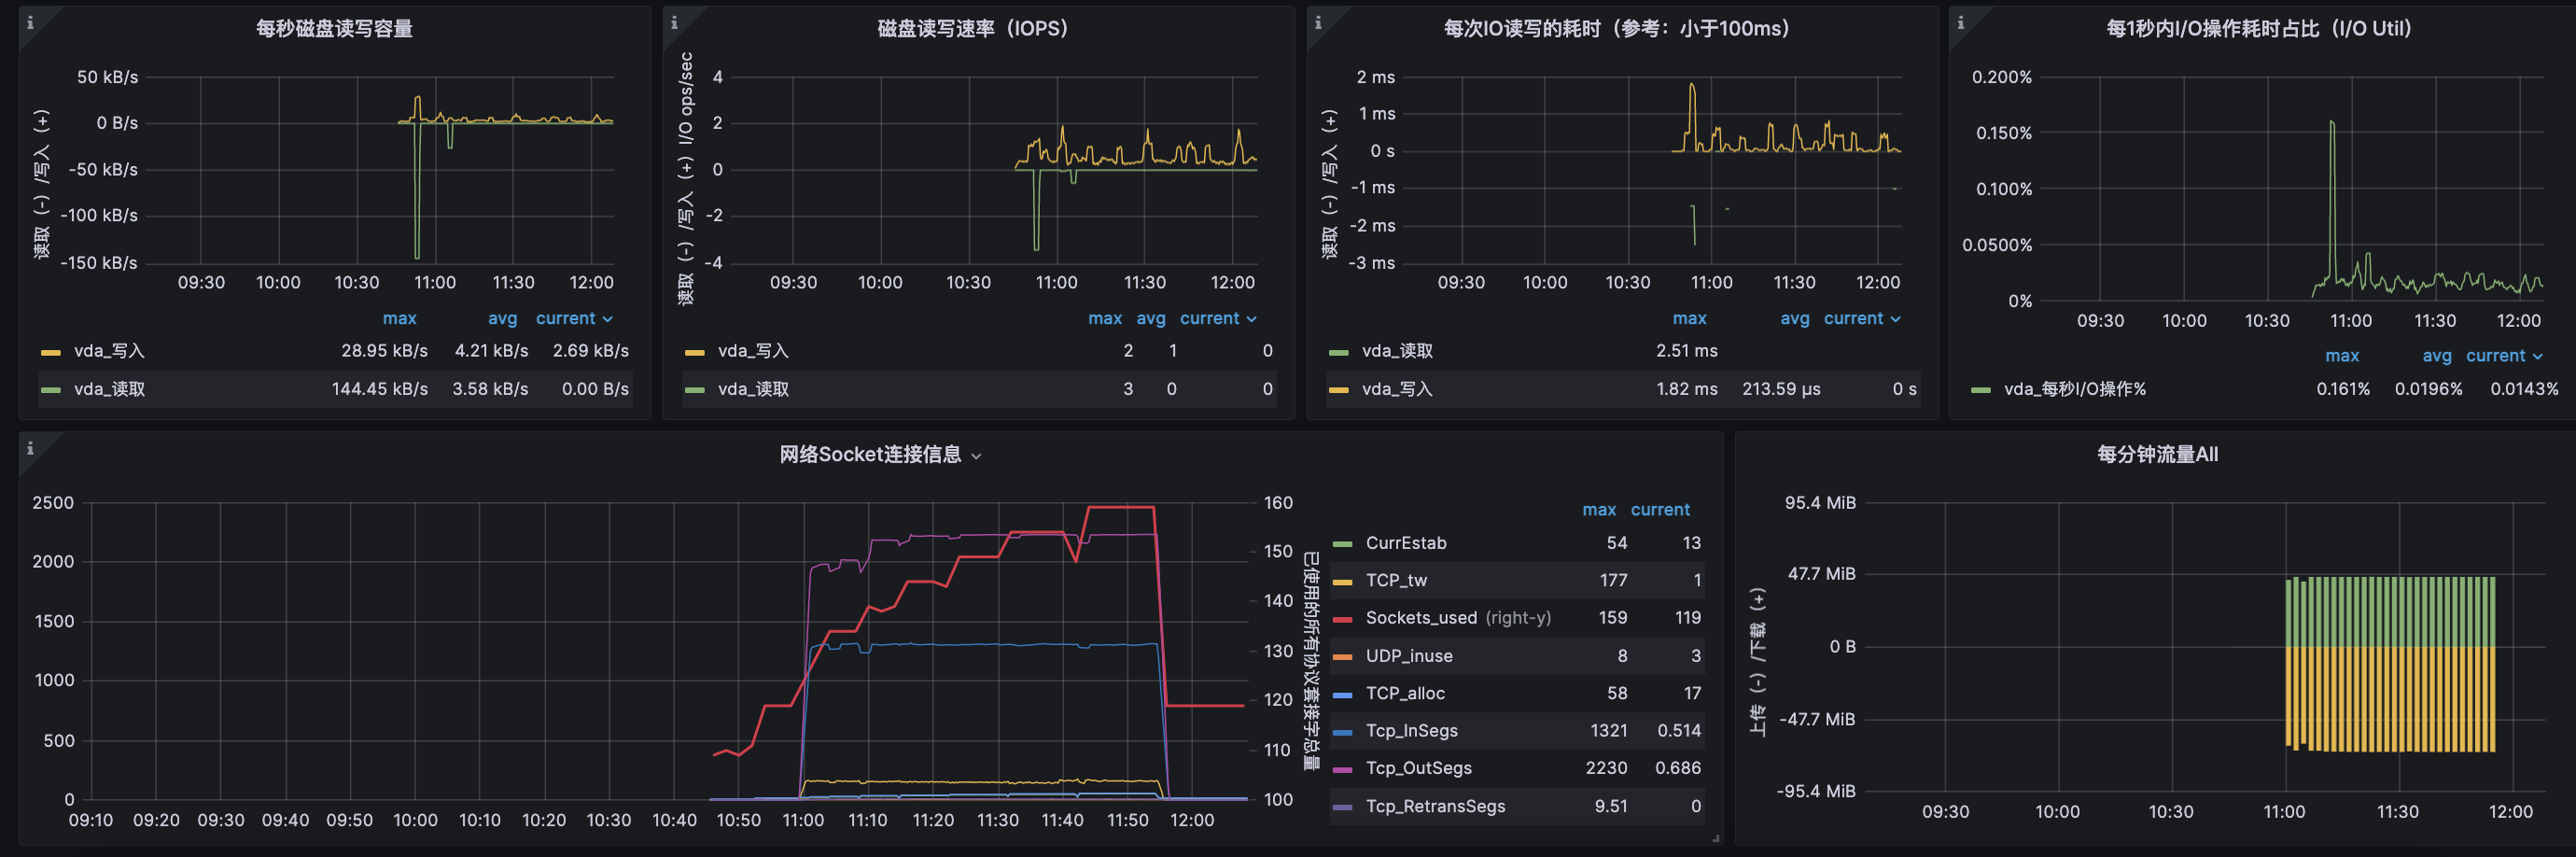 每秒磁盘读写容量
读取（-）/写入（+）
50 kB/s
0 B/s
-50 kB/s
-100 kB/s
-150 kB/s
09:30 10:00 10:30 11:00 11:30 12:00
max avg current
vda_写入 28.95 kB/s 4.21 kB/s 2.69 kB/s
vda_读取 144.45 kB/s 3.58 kB/s 0.00 B/s
磁盘读写速率（IOPS）
读取（-）/写入（+）I/O ops/sec
4
2
0
-2
-4
09:30 10:00 10:30 11:00 11:30 12:00
max avg current
vda_写入 2 1 0
vda_读取 3 0 0
每次IO读写的耗时（参考：小于100ms）
读取（-）/写入（+）
2 ms
1 ms
0 s
-1 ms
-2 ms
-3 ms
09:30 10:00 10:30 11:00 11:30 12:00
max avg current
vda_读取 2.51 ms
vda_写入 1.82 ms 213.59 µs 0 s
每1秒内I/O操作耗时占比（I/O Util）
0.200%
0.150%
0.100%
0.0500%
0%
09:30 10:00 10:30 11:00 11:30 12:00
max avg current
vda_每秒I/O操作% 0.161% 0.0196% 0.0143%
网络Socket连接信息
2500
2000
1500
1000
500
0
160
150
140
130
120
110
100
已使用的所有协议套接字总量
09:10 09:20 09:30 09:40 09:50 10:00 10:10 10:20 10:30 10:40 10:50 11:00 11:10 11:20 11:30 11:40 11:50 12:00
max current
CurrEstab 54 13
TCP_tw 177 1
Sockets_used (right-y) 159 119
UDP_inuse 8 3
TCP_alloc 58 17
Tcp_InSegs 1321 0.514
Tcp_OutSegs 2230 0.686
Tcp_RetransSegs 9.51 0
每分钟流量All
上传（-）/下载（+）
95.4 MiB
47.7 MiB
0 B
-47.7 MiB
-95.4 MiB
09:30 10:00 10:30 11:00 11:30 12:00